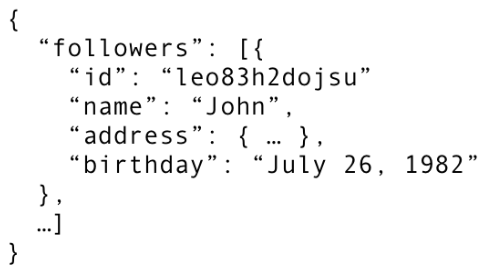 {
“followers”: [{
“id”: “leo83h2dojsu”
“name”: “John”,
“address”: { … },
“birthday”: “July 26, 1982”
},
…]
}